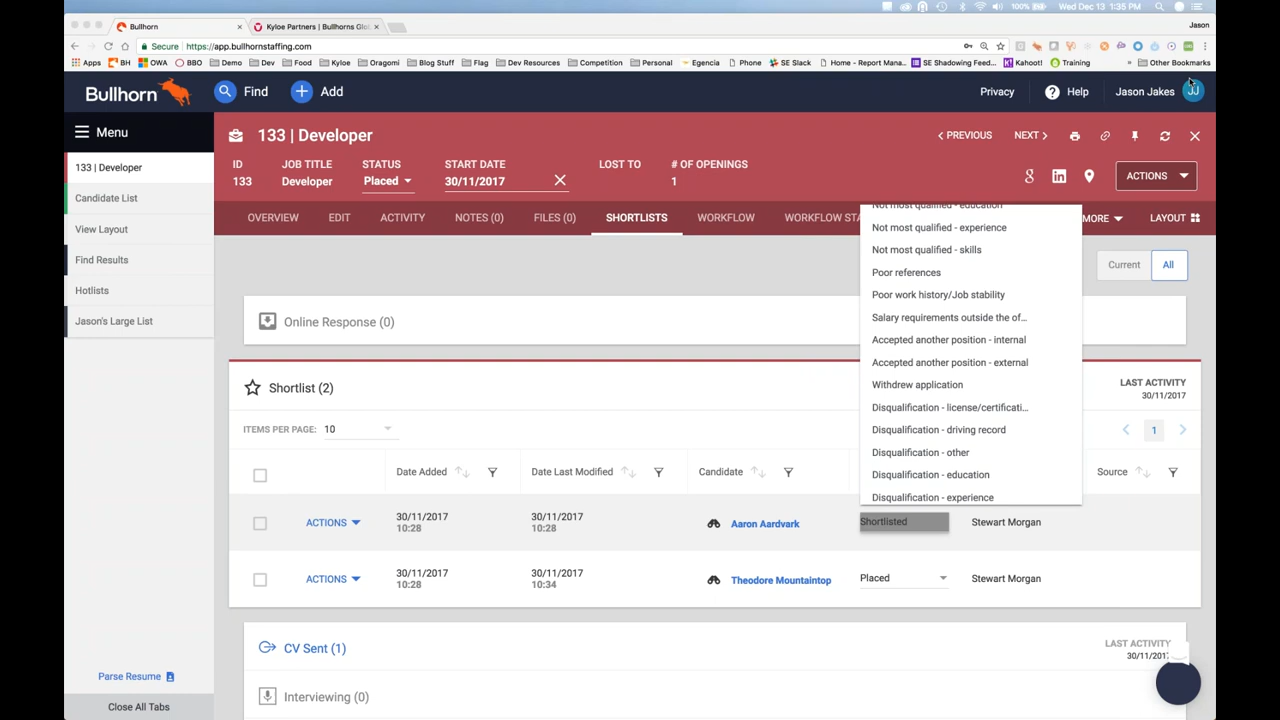 100%
Wed Dec 13 1:35 PM
Bullhorn
Kyloe Partners | Bullhorns Glo
Jason
Secure
https://app.bullhornstaffing.com
Apps
BH
OWA
BBO
Demo
Dev
Food
Kyloe
Oragomi
Blog Stuff
Flag
Dev Resources
Competition
Personal
Egencia
Phone
SE Slack
Home - Report Mana...
SE Shadowing Feed...
Kahoot!
Training
»
Other Bookmarks
Bullhorn
Find
Add
Privacy
Help
Jason Jakes
JJ
Menu
133 | Developer
PREVIOUS
NEXT
ID
JOB TITLE
STATUS
START DATE
LOST TO
# OF OPENINGS
133
Developer
Placed
30/11/2017
1
ACTIONS
133 | Developer
Candidate List
View Layout
Find Results
Hotlists
Jason's Large List
OVERVIEW
EDIT
ACTIVITY
NOTES (0)
FILES (0)
SHORTLISTS
WORKFLOW
WORKFLOW STA
MORE
LAYOUT
Not most qualified - education
Not most qualified - experience
Not most qualified - skills
Poor references
Poor work history/Job stability
Salary requirements outside the of...
Accepted another position - internal
Accepted another position - external
Withdrew application
Disqualification - license/certificati...
Disqualification - driving record
Disqualification - other
Disqualification - education
Disqualification - experience
Current
All
Online Response (0)
Shortlist (2)
LAST ACTIVITY
30/11/2017
ITEMS PER PAGE:
10
1
Date Added
Date Last Modified
Candidate
Source
ACTIONS
30/11/2017
10:28
30/11/2017
10:28
Aaron Aardvark
Shortlisted
Stewart Morgan
ACTIONS
30/11/2017
10:28
30/11/2017
10:34
Theodore Mountaintop
Placed
Stewart Morgan
CV Sent (1)
LAST ACTIVITY
30/11/2017
Interviewing (0)
Parse Resume
Close All Tabs